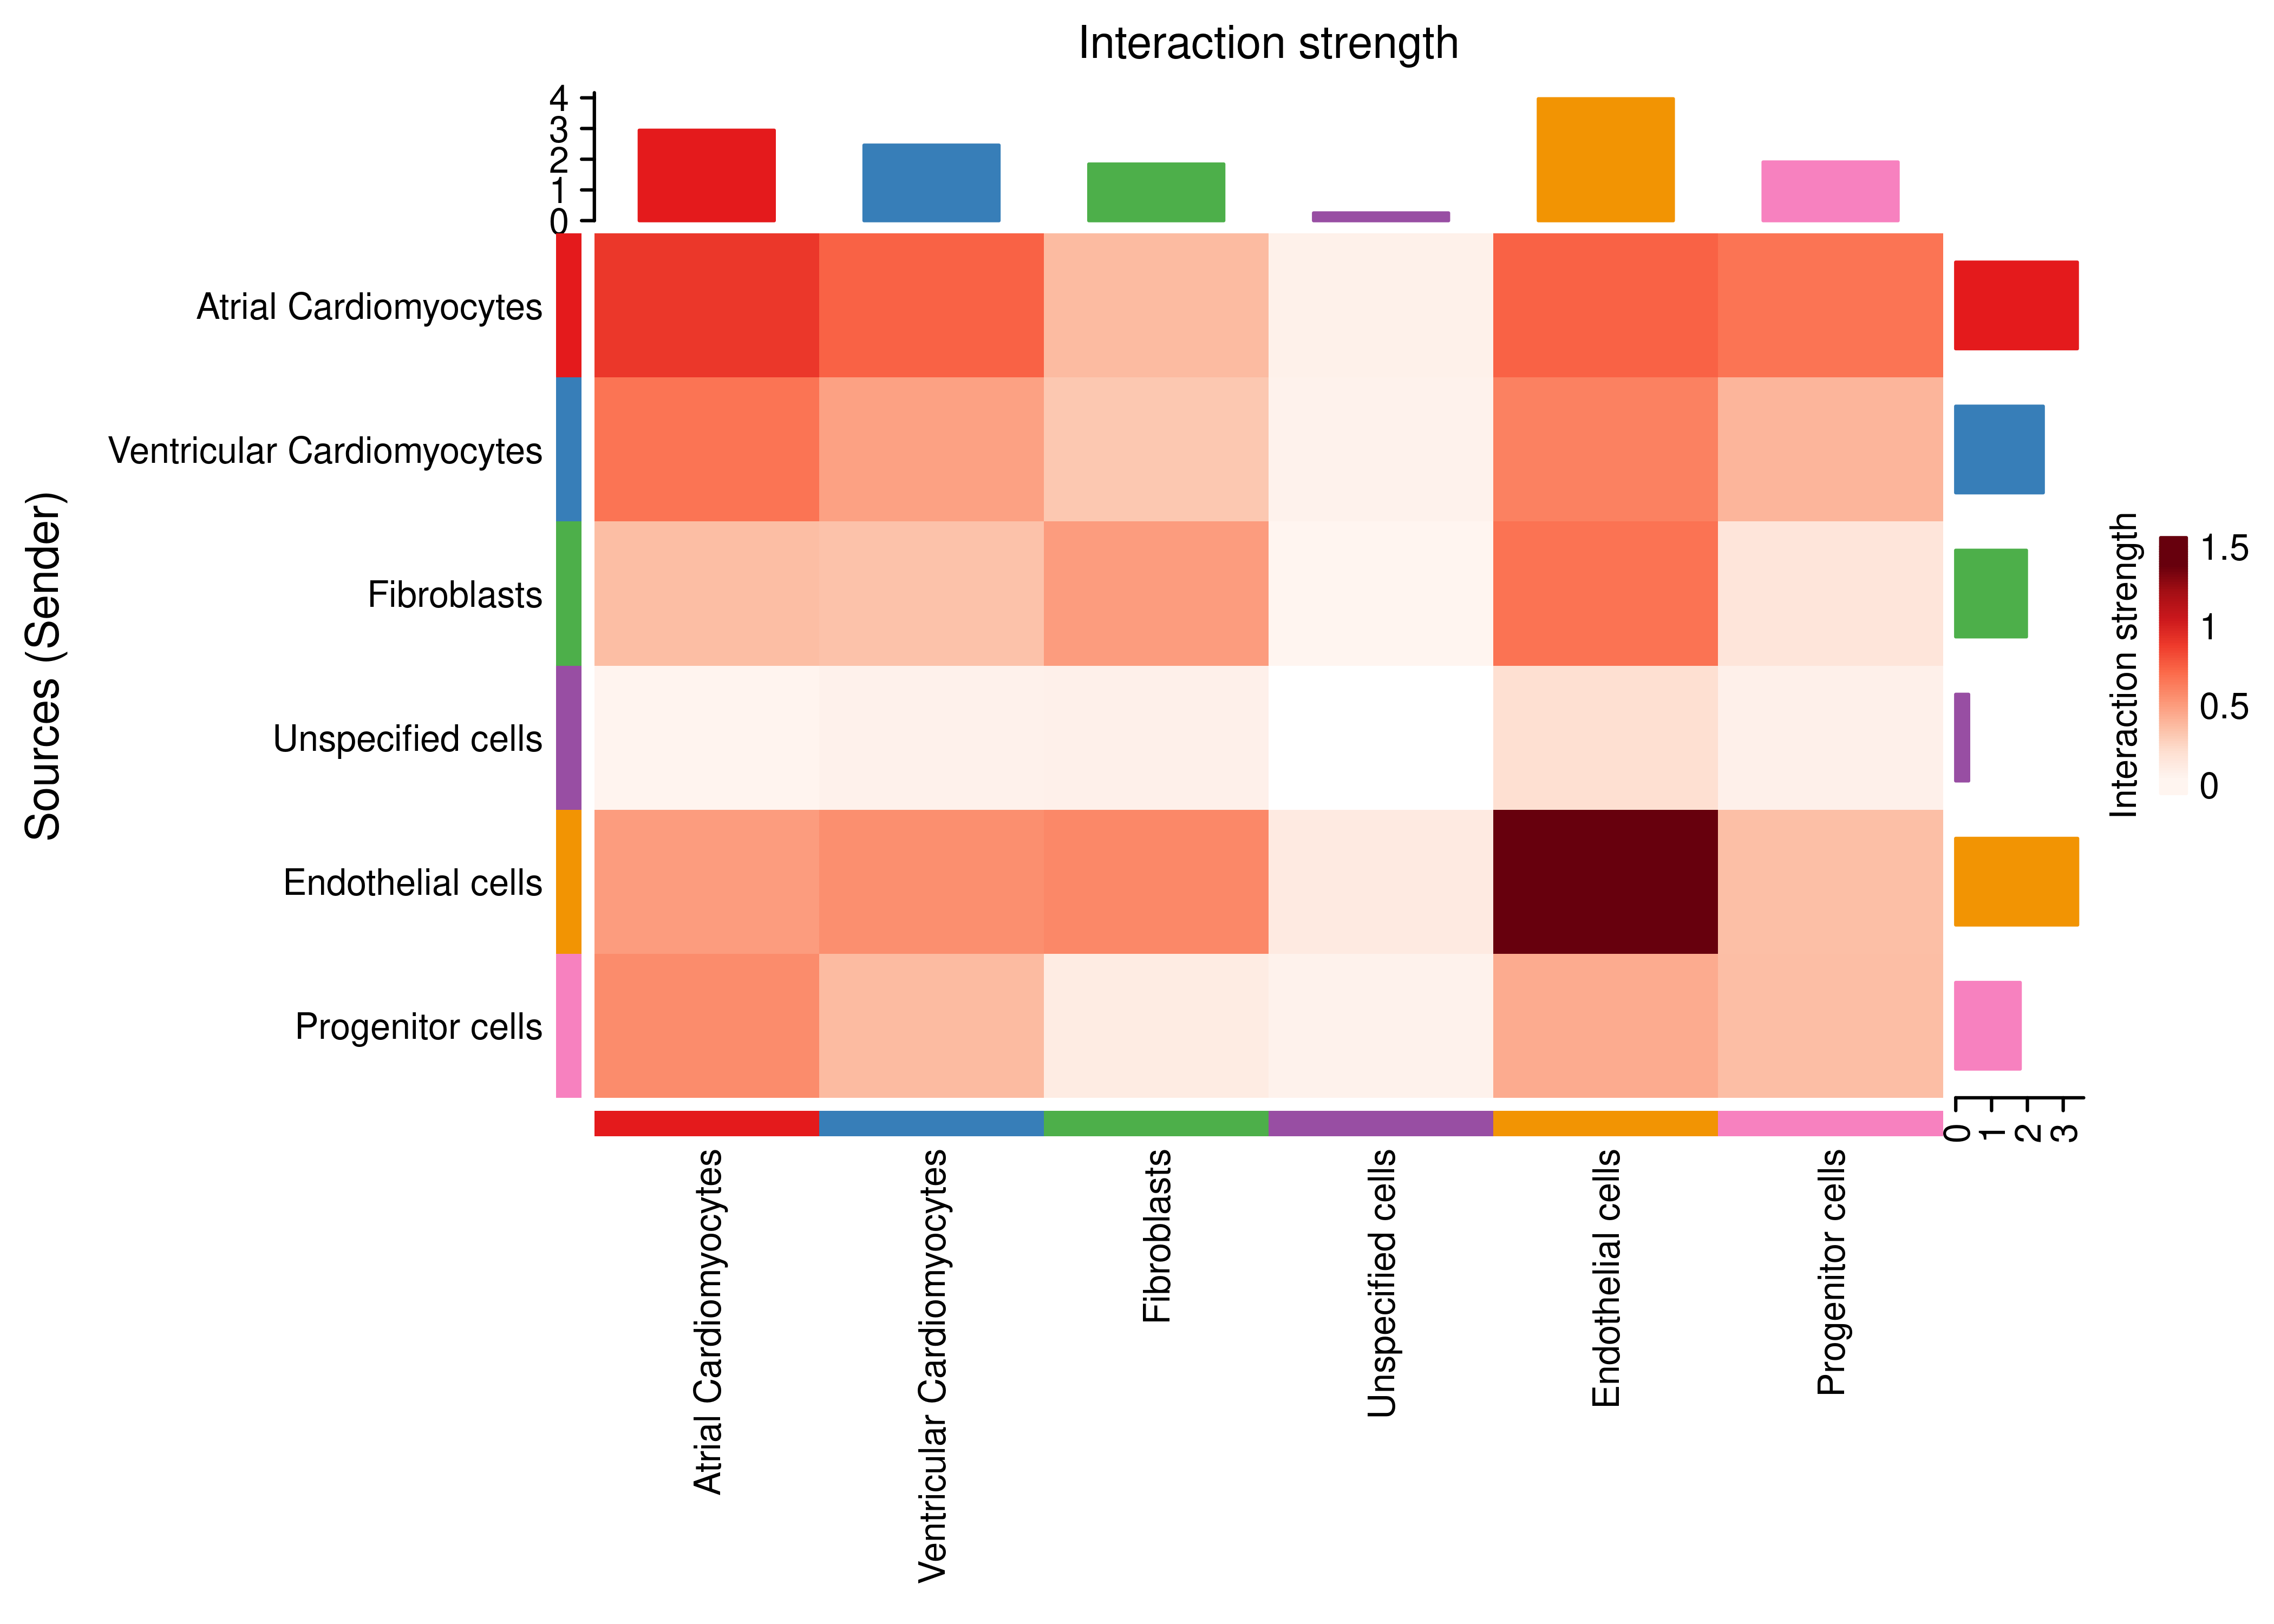 Interaction strength
4
3
2
1
0
Atrial Cardiomyocytes
Ventricular Cardiomyocytes
Fibroblasts
Unspecified cells
Endothelial cells
Progenitor cells
Sources (Sender)
Interaction strength
1.5
1
0.5
0
0
1
2
3
Atrial Cardiomyocytes
Ventricular Cardiomyocytes
Fibroblasts
Unspecified cells
Endothelial cells
Progenitor cells